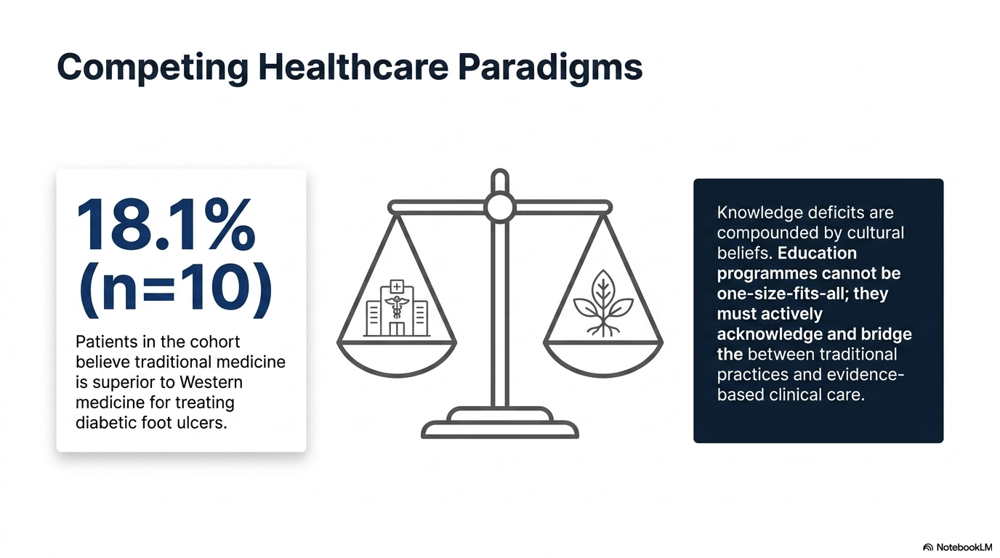 Competing Healthcare Paradigms
18.1%
(n=10)
Patients in the cohort
believe traditional medicine
is superior to Western
medicine for treating
diabetic foot ulcers.
Knowledge deficits are
compounded by cultural
beliefs. Education
programmes cannot be
one-size-fits-all; they
must actively
acknowledge and bridge
the between traditional
practices and evidence-
based clinical care.
NotebookLM